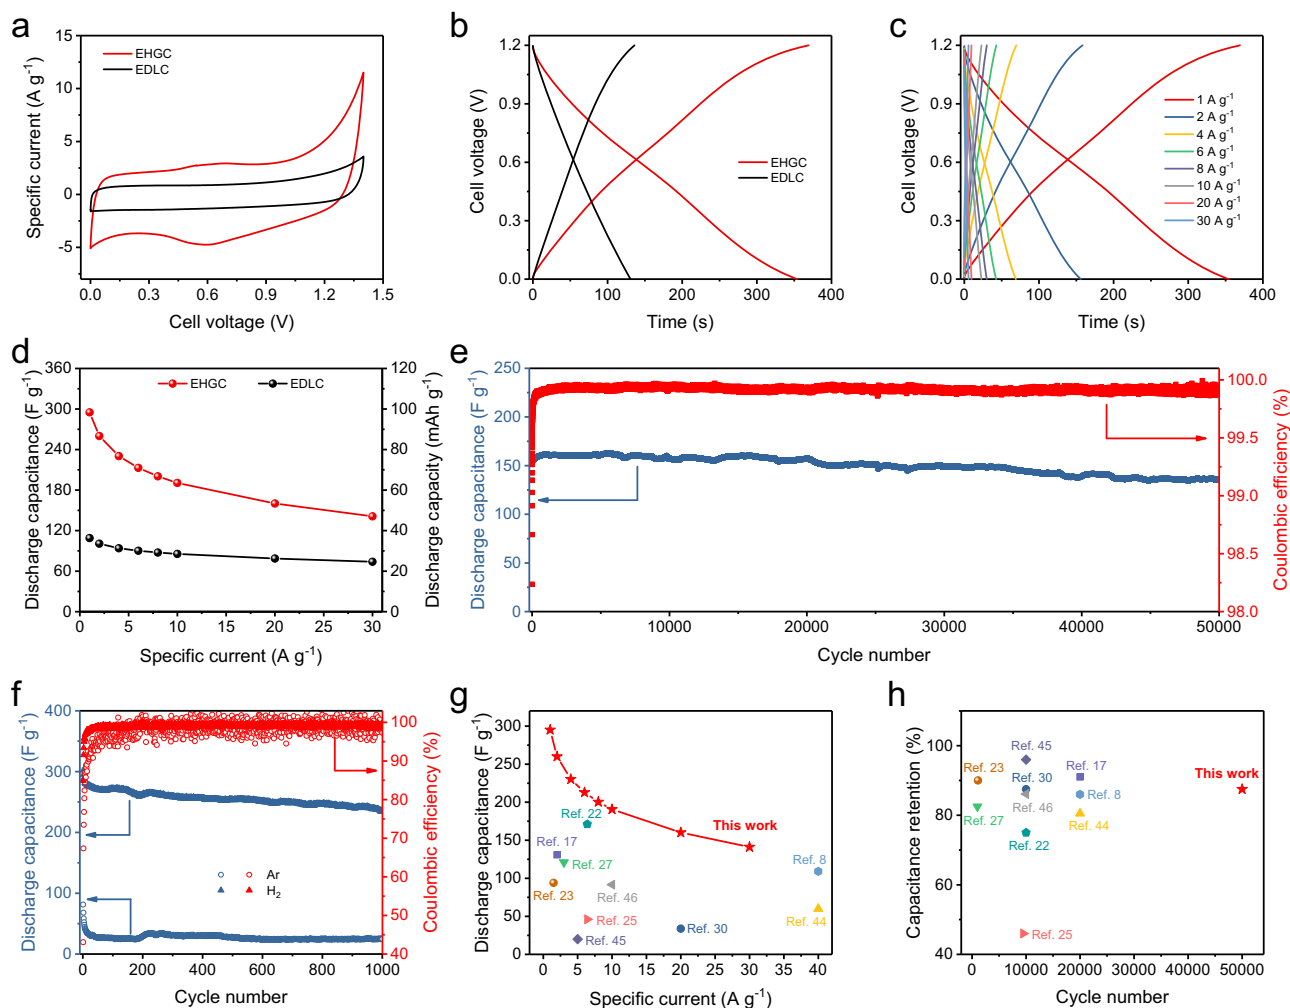 a
EHGC
EDLC
Specific current (A g⁻¹)
15
10
5
0
-5
0.0 0.3 0.6 0.9 1.2 1.5
Cell voltage (V)
b
Cell voltage (V)
1.2
0.9
0.6
0.3
0.0
EHGC
EDLC
0 100 200 300 400
Time (s)
c
Cell voltage (V)
1.2
0.9
0.6
0.3
0.0
1 A g⁻¹
2 A g⁻¹
4 A g⁻¹
6 A g⁻¹
8 A g⁻¹
10 A g⁻¹
20 A g⁻¹
30 A g⁻¹
0 100 200 300 400
Time (s)
d
Discharge capacitance (F g⁻¹)
360
300
240
180
120
60
0
EHGC EDLC
120
100
80
60
40
20
0
Discharge capacity (mAh g⁻¹)
0 5 10 15 20 25 30
Specific current (A g⁻¹)
e
Discharge capacitance (F g⁻¹)
250
200
150
100
50
0
100.0
99.5
99.0
98.5
98.0
Coulombic efficiency (%)
0 10000 20000 30000 40000 50000
Cycle number
f
Discharge capacitance (F g⁻¹)
400
300
200
100
0
Ar
H₂
100
90
80
70
60
50
40
Coulombic efficiency (%)
0 200 400 600 800 1000
Cycle number
g
Discharge capacitance (F g⁻¹)
300
250
200
150
100
50
0
Ref. 22
This work
Ref. 17
Ref. 27
Ref. 8
Ref. 23
Ref. 46
Ref. 25
Ref. 44
Ref. 30
Ref. 45
0 5 10 15 20 25 30 35 40
Specific current (A g⁻¹)
h
Capacitance retention (%)
100
80
60
40
Ref. 45
Ref. 23
Ref. 17
Ref. 30
This work
Ref. 8
Ref. 46
Ref. 27
Ref. 44
Ref. 22
Ref. 25
0 10000 20000 30000 40000 50000
Cycle number